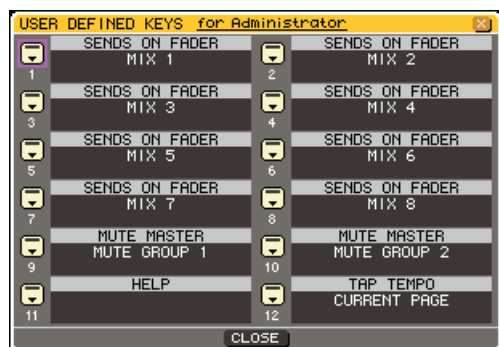 USER DEFINED KEYS for Administrator
SENDS ON FADER SENDS ON FADER
MIX 1 MIX 2
1 2
SENDS ON FADER SENDS ON FADER
MIX 3 MIX 4
3 4
SENDS ON FADER SENDS ON FADER
MIX 5 MIX 6
5 6
SENDS ON FADER SENDS ON FADER
MIX 7 MIX 8
7 8
MUTE MASTER MUTE MASTER
MUTE GROUP 1 MUTE GROUP 2
9 10
HELP TAP TEMPO
CURRENT PAGE
11 12
CLOSE